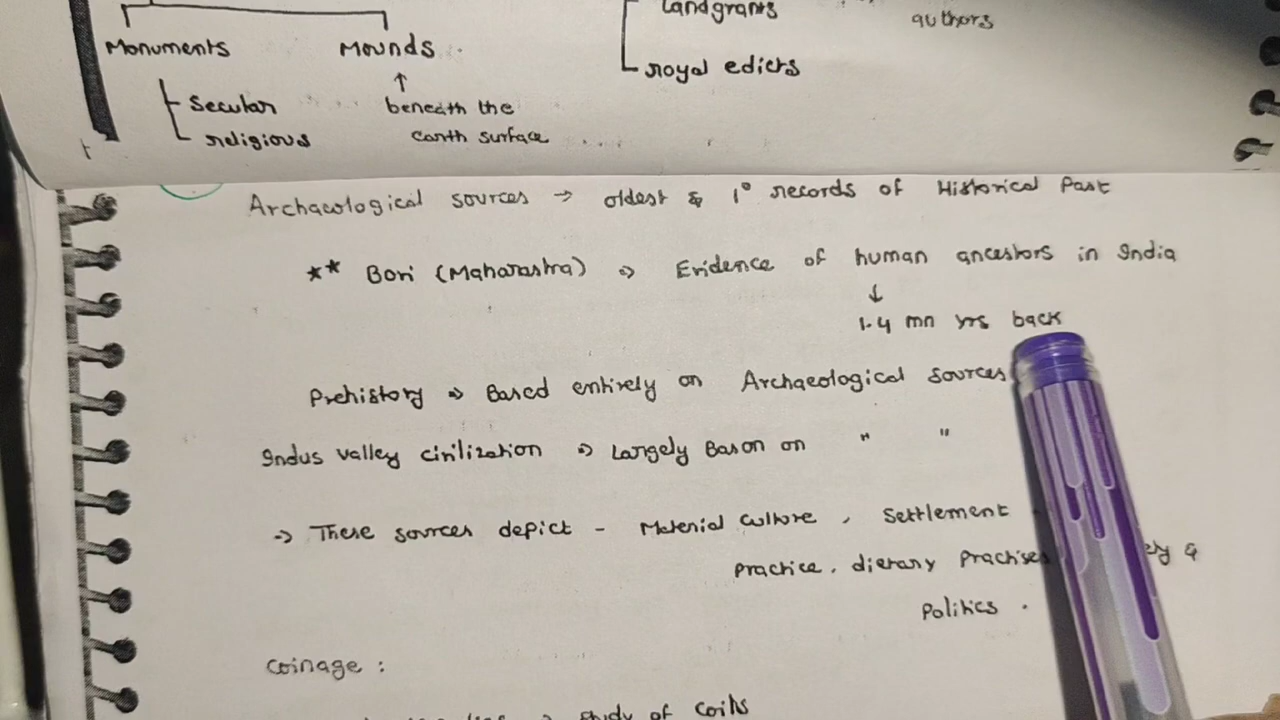 Landgrants
authors
Monuments Mounds
royal edicts
Secular
religious
↑
beneath the
earth surface
Archaeological sources → oldest & 1° records of Historical Past
** Bori (Maharastra) ⇒ Evidence of human ancestors in India
↓
1.4 mn yrs back
Prehistory ⇒ Based entirely on Archaeological sources
Indus valley civilization ⇒ Largely Bason on " "
⇒ These sources depict - Material culture, Settlement
Practice, dietary Practises &
Politics.
Coinage:
study of coins